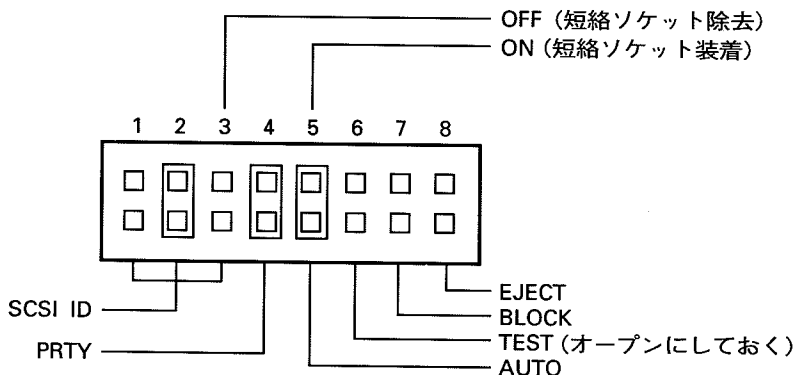 OFF (短絡ソケット除去)
ON (短絡ソケット装着)
1 2 3 4 5 6 7 8
SCSI ID
PRTY
EJECT
BLOCK
TEST (オープンにしておく)
AUTO